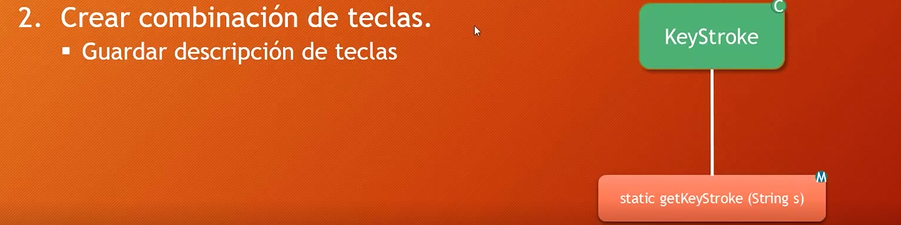 2. Crear combinación de teclas.
▪ Guardar descripción de teclas
C
KeyStroke
M
static getKeyStroke (String s)